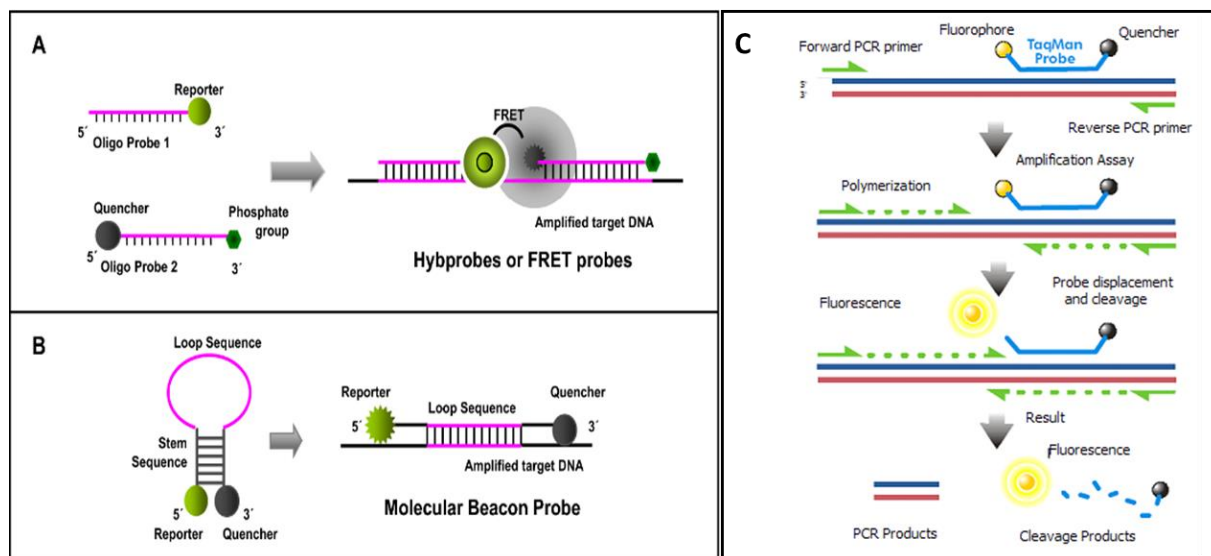 A
Reporter
5´
3´
Oligo Probe 1
Quencher
Phosphate
group
5´
3´
Oligo Probe 2
FRET
Amplified target DNA
Hybprobes or FRET probes
B
Loop Sequence
Stem
Sequence
5´
3´
Reporter
Quencher
Reporter
Quencher
5´
Loop Sequence
3´
Amplified target DNA
Molecular Beacon Probe
C
Fluorophore
Quencher
TaqMan
Probe
Forward PCR primer
5'
3'
Reverse PCR primer
Amplification Assay
Polymerization
Probe displacement
and cleavage
Fluorescence
Result
Fluorescence
PCR Products
Cleavage Products